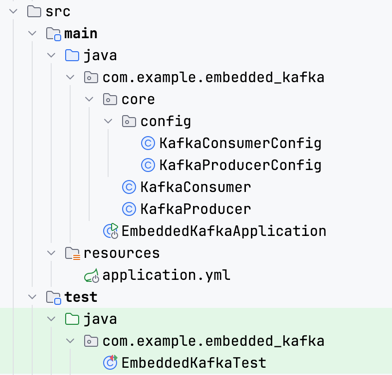 src
main
java
com.example.embedded_kafka
core
config
KafkaConsumerConfig
KafkaProducerConfig
KafkaConsumer
KafkaProducer
EmbeddedKafkaApplication
resources
application.yml
test
java
com.example.embedded_kafka
EmbeddedKafkaTest